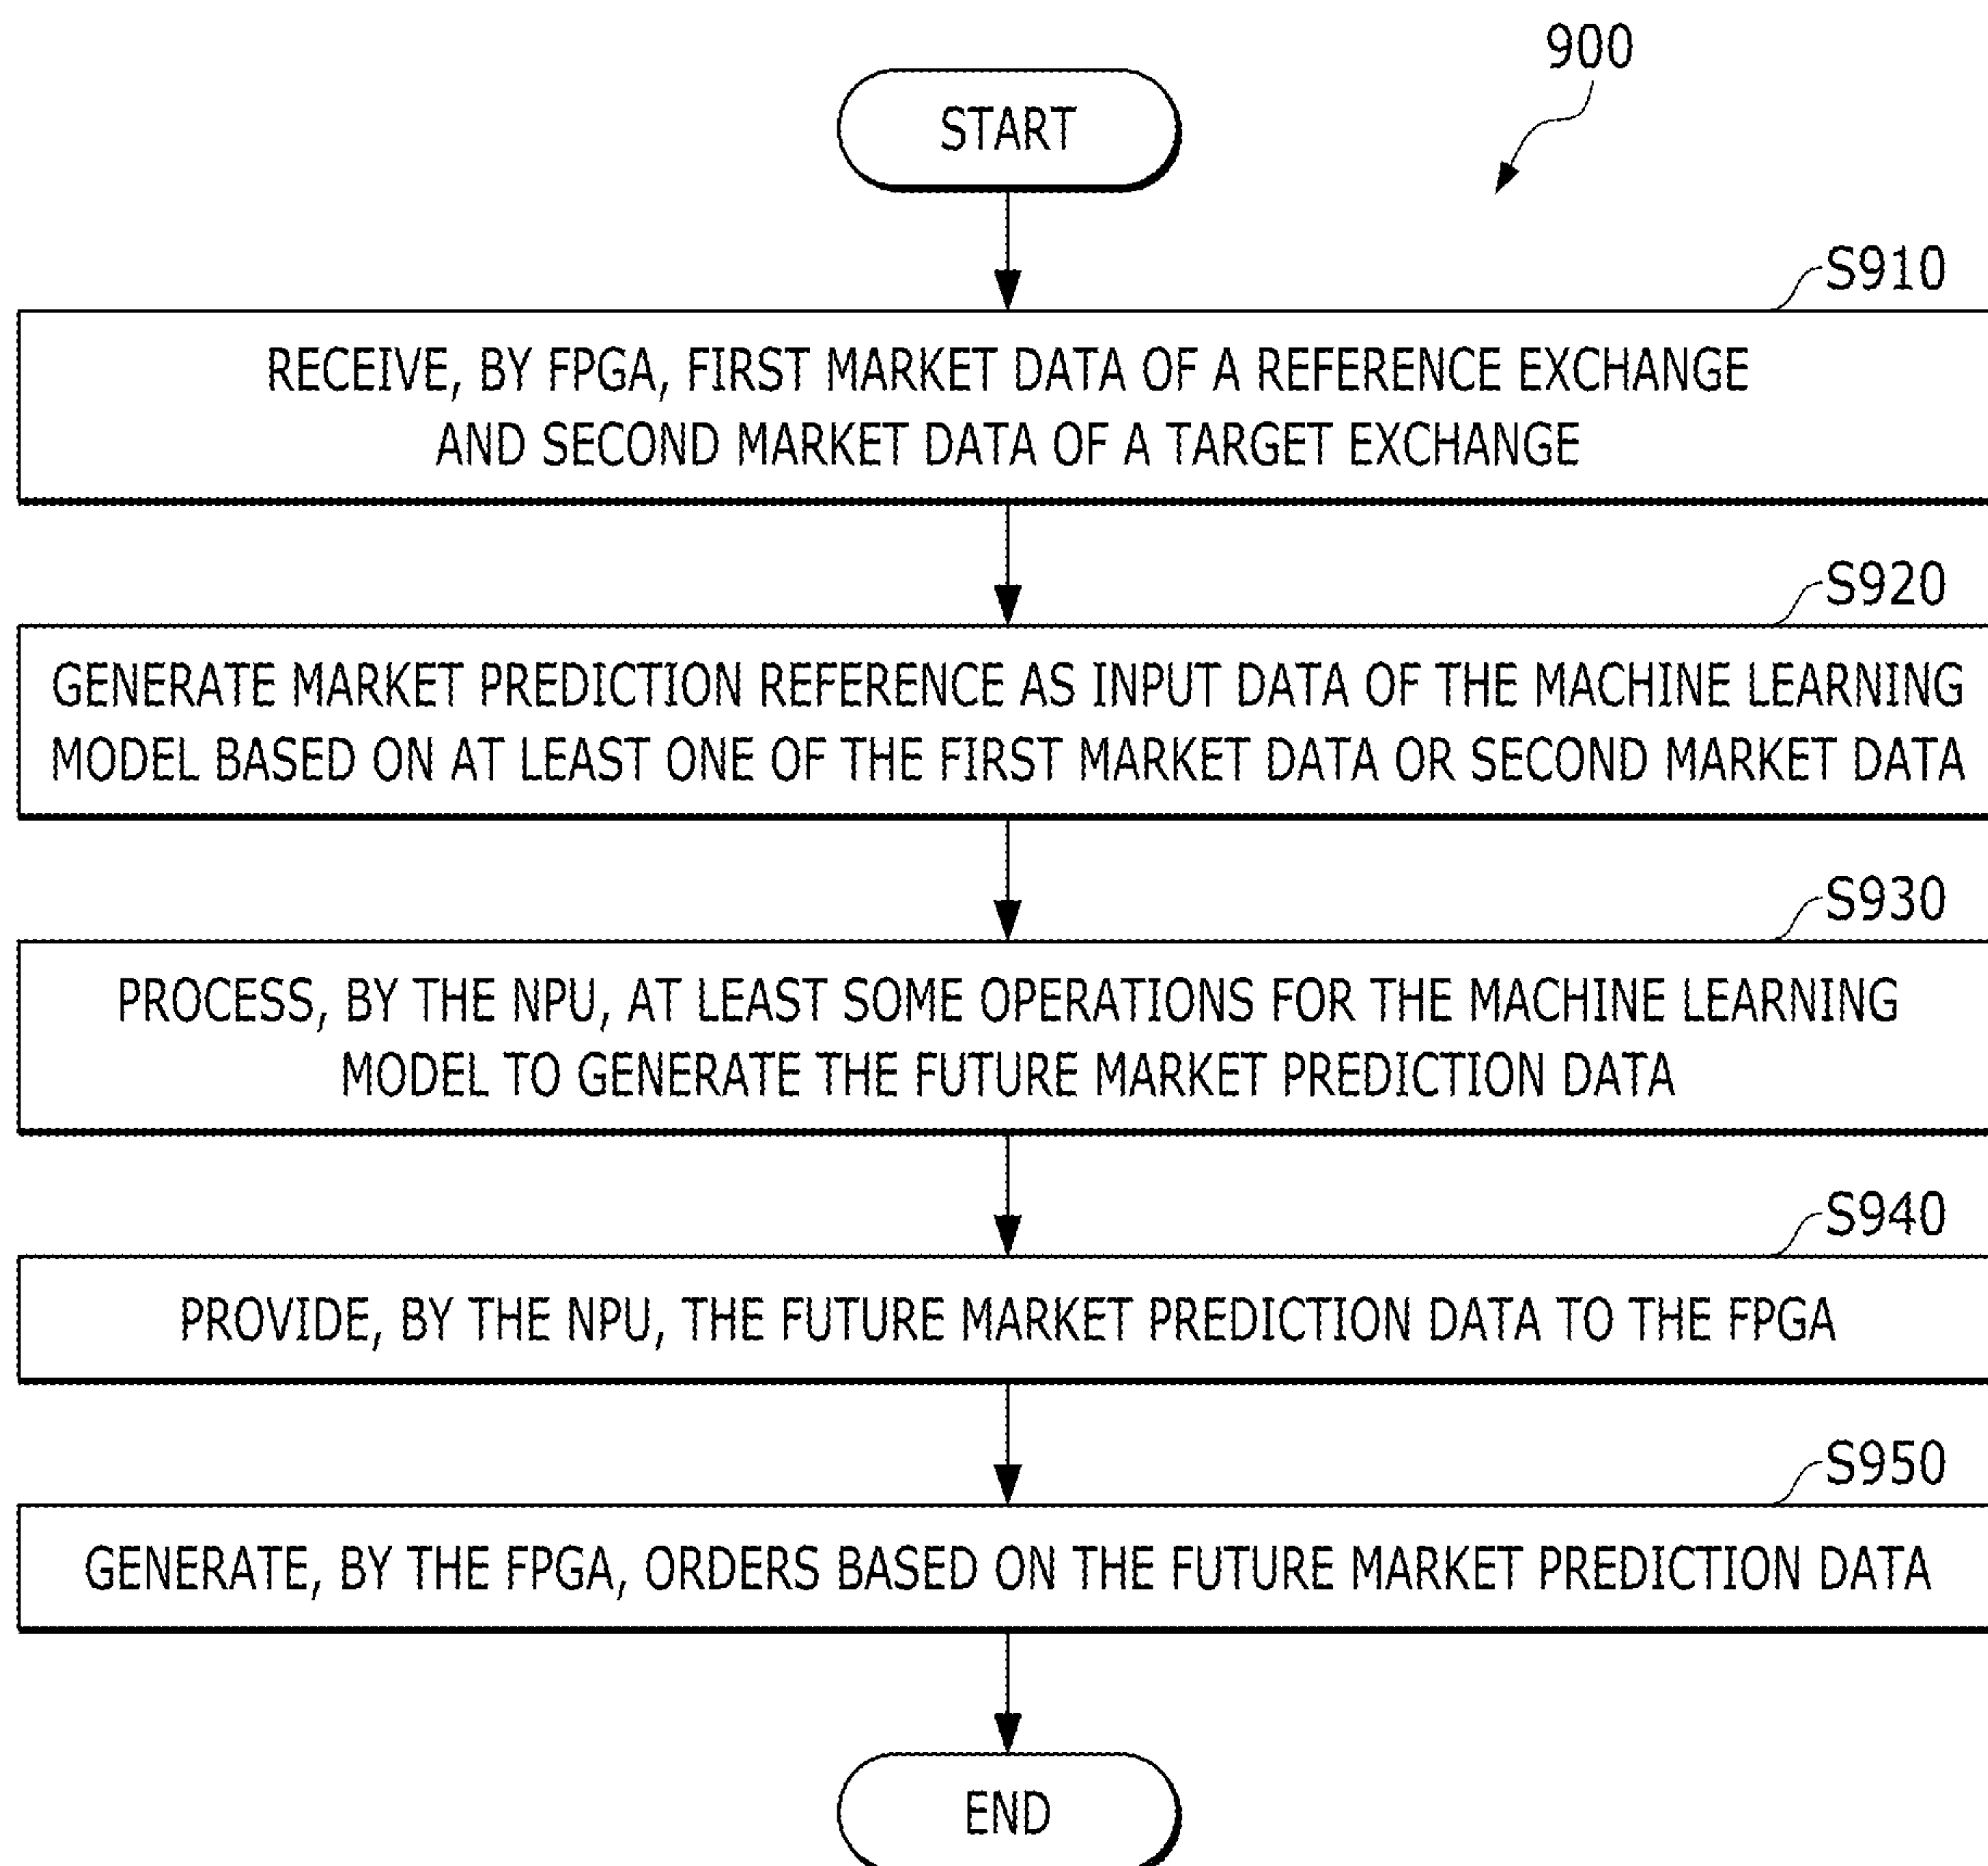 900
START
S910
RECEIVE, BY FPGA, FIRST MARKET DATA OF A REFERENCE EXCHANGE
AND SECOND MARKET DATA OF A TARGET EXCHANGE
S920
GENERATE MARKET PREDICTION REFERENCE AS INPUT DATA OF THE MACHINE LEARNING
MODEL BASED ON AT LEAST ONE OF THE FIRST MARKET DATA OR SECOND MARKET DATA
S930
PROCESS, BY THE NPU, AT LEAST SOME OPERATIONS FOR THE MACHINE LEARNING
MODEL TO GENERATE THE FUTURE MARKET PREDICTION DATA
S940
PROVIDE, BY THE NPU, THE FUTURE MARKET PREDICTION DATA TO THE FPGA
S950
GENERATE, BY THE FPGA, ORDERS BASED ON THE FUTURE MARKET PREDICTION DATA
END